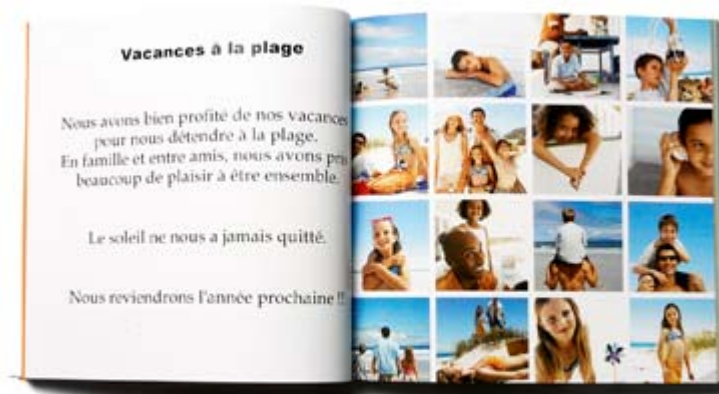 Vacances à la plage
Nous avons bien profité de nos vacances
pour nous détendre à la plage.
En famille et entre amis, nous avons pris
beaucoup de plaisir à être ensemble.
Le soleil ne nous a jamais quitté.
Nous reviendrons l'année prochaine !!